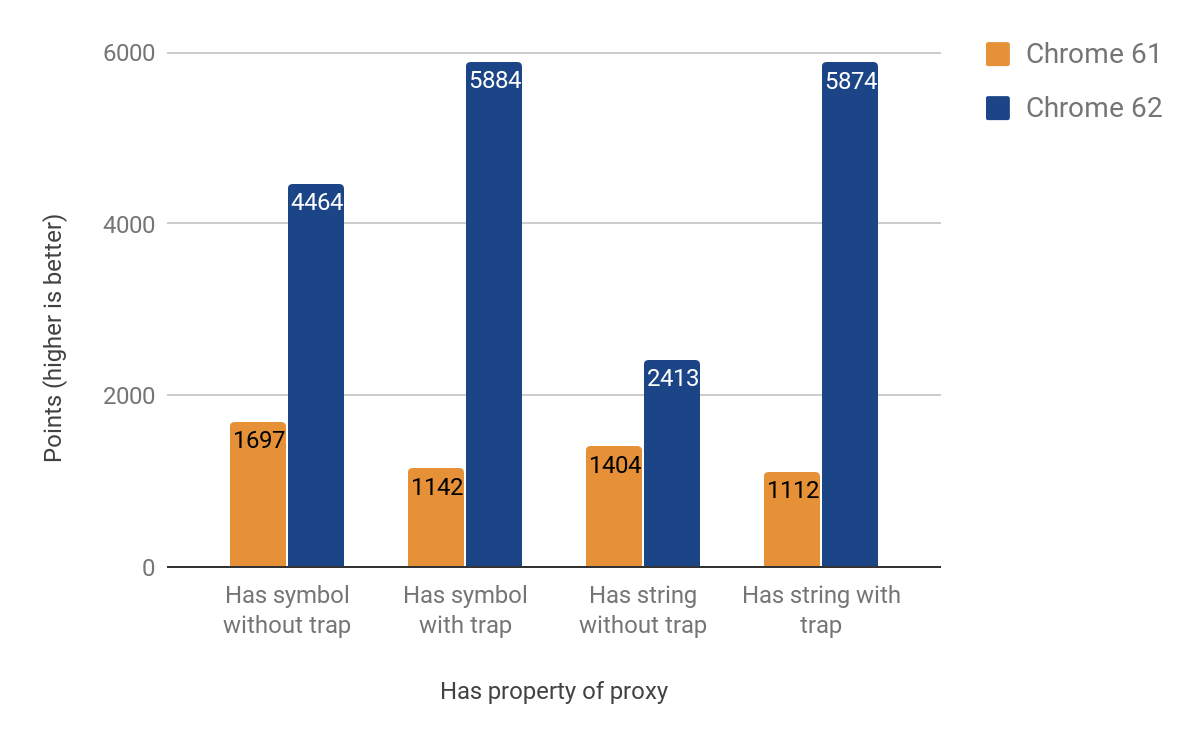 6000
4000
2000
0
Points (higher is better)
1697
4464
1142
5884
1404
2413
1112
5874
Has symbol
without trap
Has symbol
with trap
Has string
without trap
Has string with
trap
Has property of proxy
Chrome 61
Chrome 62